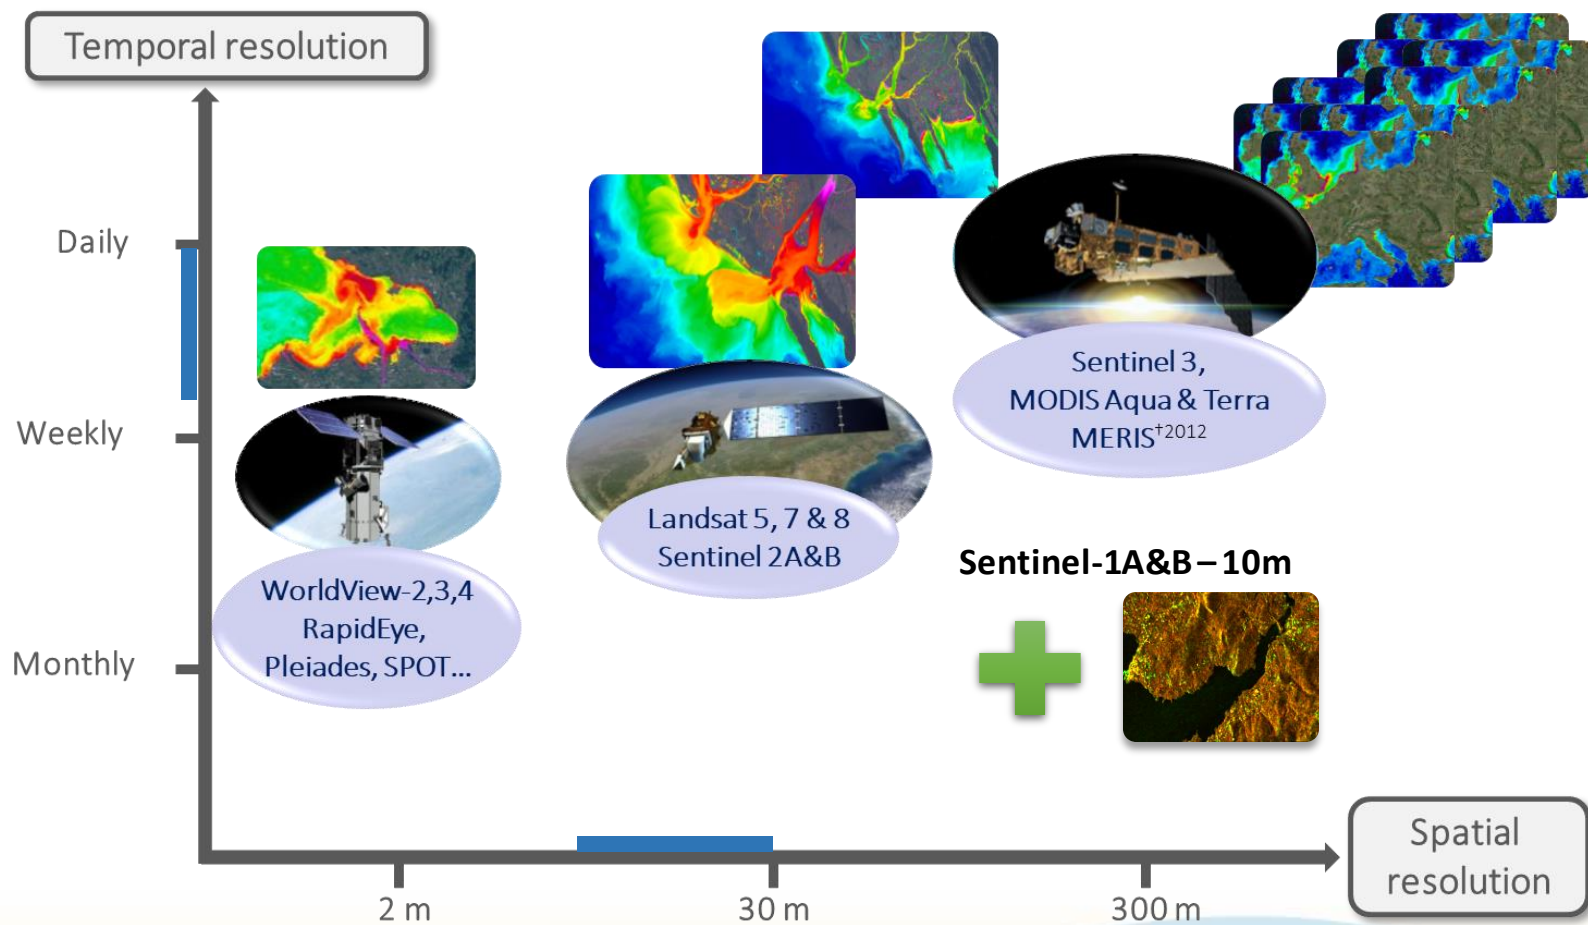 Temporal resolution
Daily
Weekly
Monthly
WorldView-2,3,4
RapidEye,
Pleiades, SPOT...
Landsat 5, 7 & 8
Sentinel 2A&B
Sentinel 3,
MODIS Aqua & Terra
MERIS†2012
Sentinel-1A&B – 10m
2 m
30 m
300 m
Spatial
resolution